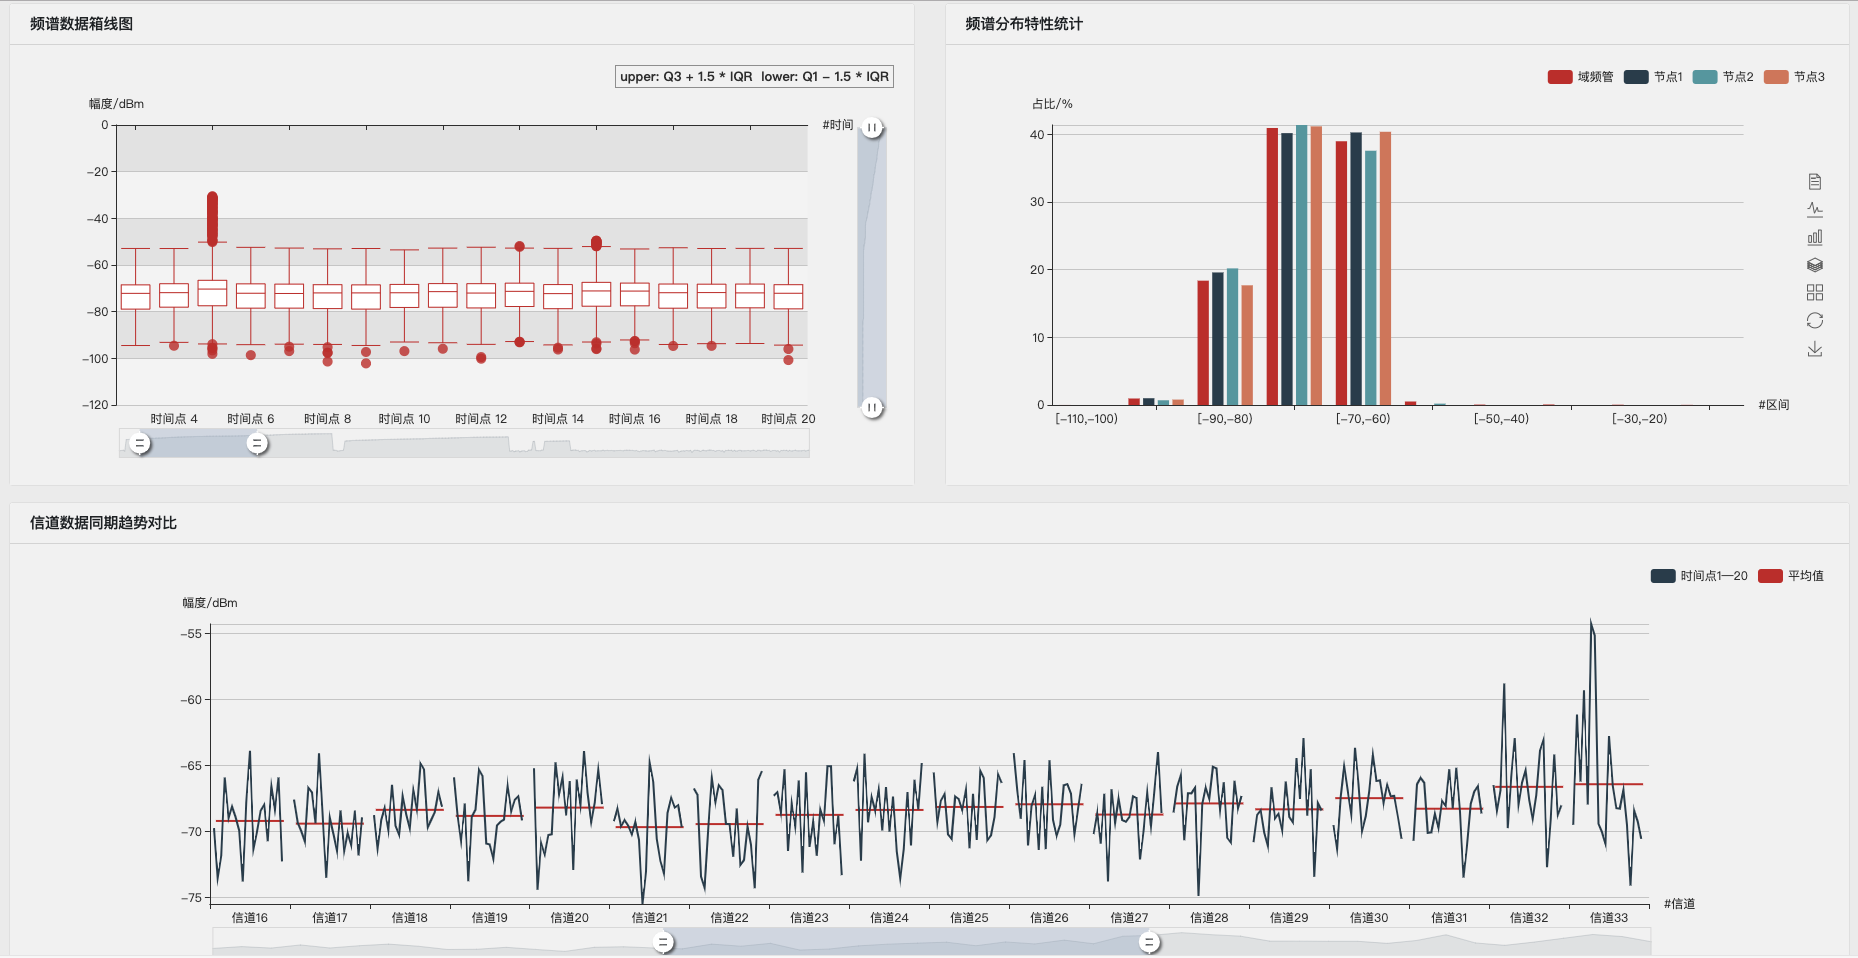 频谱数据箱线图
upper: Q3 + 1.5 * IQR lower: Q1 - 1.5 * IQR
幅度/dBm
0
-20
-40
-60
-80
-100
-120
#时间
时间点 4 时间点 6 时间点 8 时间点 10 时间点 12 时间点 14 时间点 16 时间点 18 时间点 20
频谱分布特性统计
域频管 节点1 节点2 节点3
占比/%
40
30
20
10
0
#区间
[-110,-100) [-90,-80) [-70,-60) [-50,-40) [-30,-20)
信道数据同期趋势对比
时间点1—20 平均值
幅度/dBm
-55
-60
-65
-70
-75
#信道
信道16 信道17 信道18 信道19 信道20 信道21 信道22 信道23 信道24 信道25 信道26 信道27 信道28 信道29 信道30 信道31 信道32 信道33